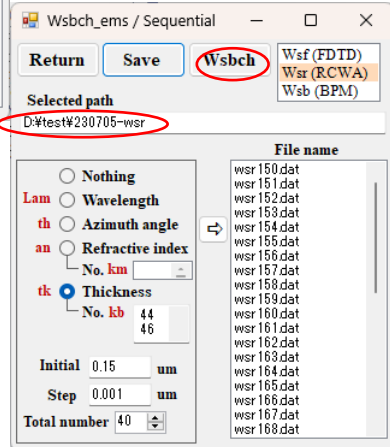 Wsbch_ems / Sequential
Return Save Wsbch
Wsf (FDTD)
Wsr (RCWA)
Wsb (BPM)
Selected path
D:¥test¥230705-wsr
File name
Nothing
Lam Wavelength
th Azimuth angle
an Refractive index
No. km
tk Thickness
No. kb 44
46
Initial 0.15 um
Step 0.001 um
Total number 40
wsr150.dat
wsr151.dat
wsr152.dat
wsr153.dat
wsr154.dat
wsr155.dat
wsr156.dat
wsr157.dat
wsr158.dat
wsr159.dat
wsr160.dat
wsr161.dat
wsr162.dat
wsr163.dat
wsr164.dat
wsr165.dat
wsr166.dat
wsr167.dat
wsr168.dat